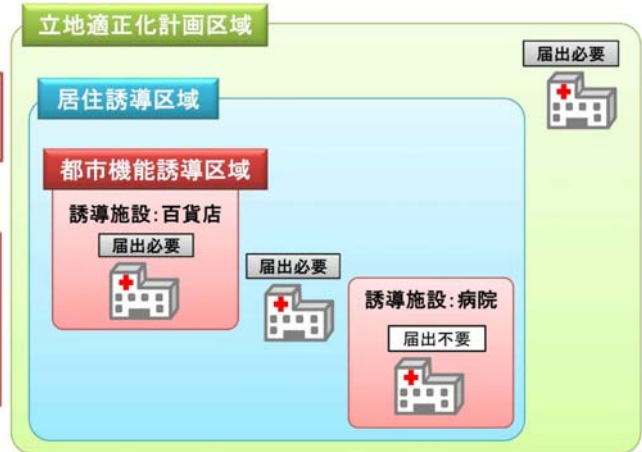 立地適正化計画区域
届出必要
居住誘導区域
都市機能誘導区域
誘導施設：百貨店
届出必要
届出必要
誘導施設：病院
届出不要